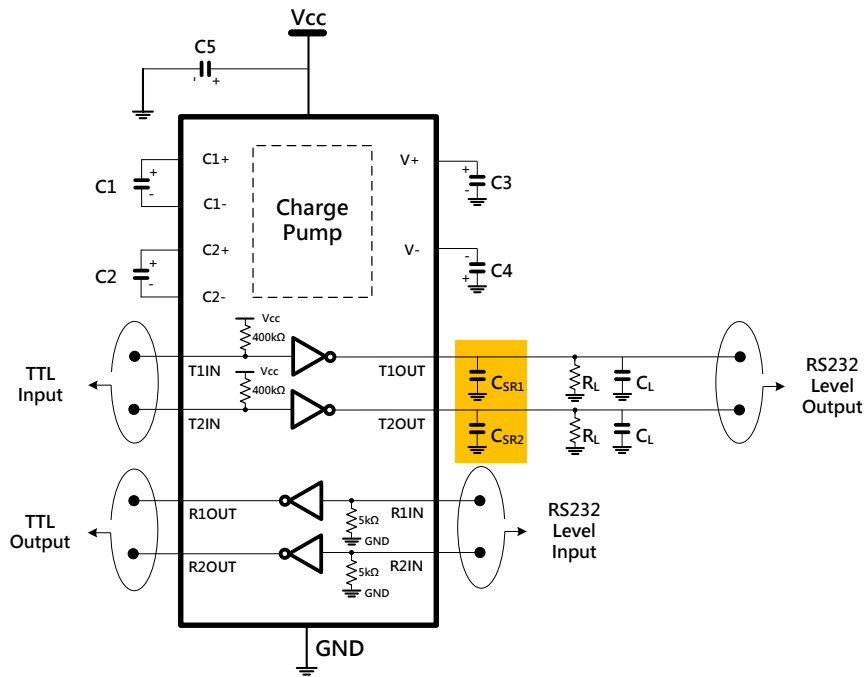 Vcc
C5
' +
C1+
C1
+
-
C1-
C2+
C2
+
-
C2-
Charge
Pump
V+
+
-
C3
V-
-
+
C4
TTL
Input
Vcc
400kΩ
T1IN
T1OUT
Vcc
400kΩ
T2IN
T2OUT
CSR1
RL
CL
CSR2
RL
CL
RS232
Level
Output
TTL
Output
R1OUT
R1IN
5kΩ
GND
R2OUT
R2IN
5kΩ
GND
RS232
Level
Input
GND